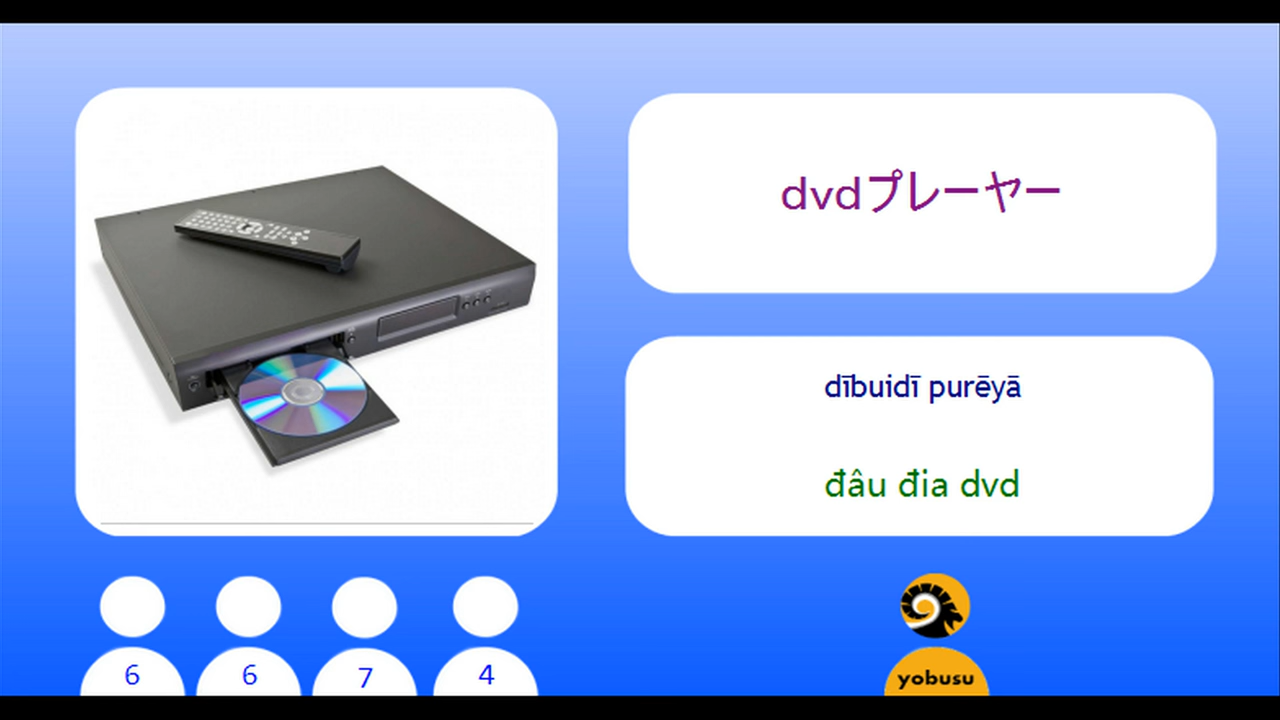 dvdプレーヤー
dībuidī purēyā
đâu đia dvd
6 6 7 4
yobusu